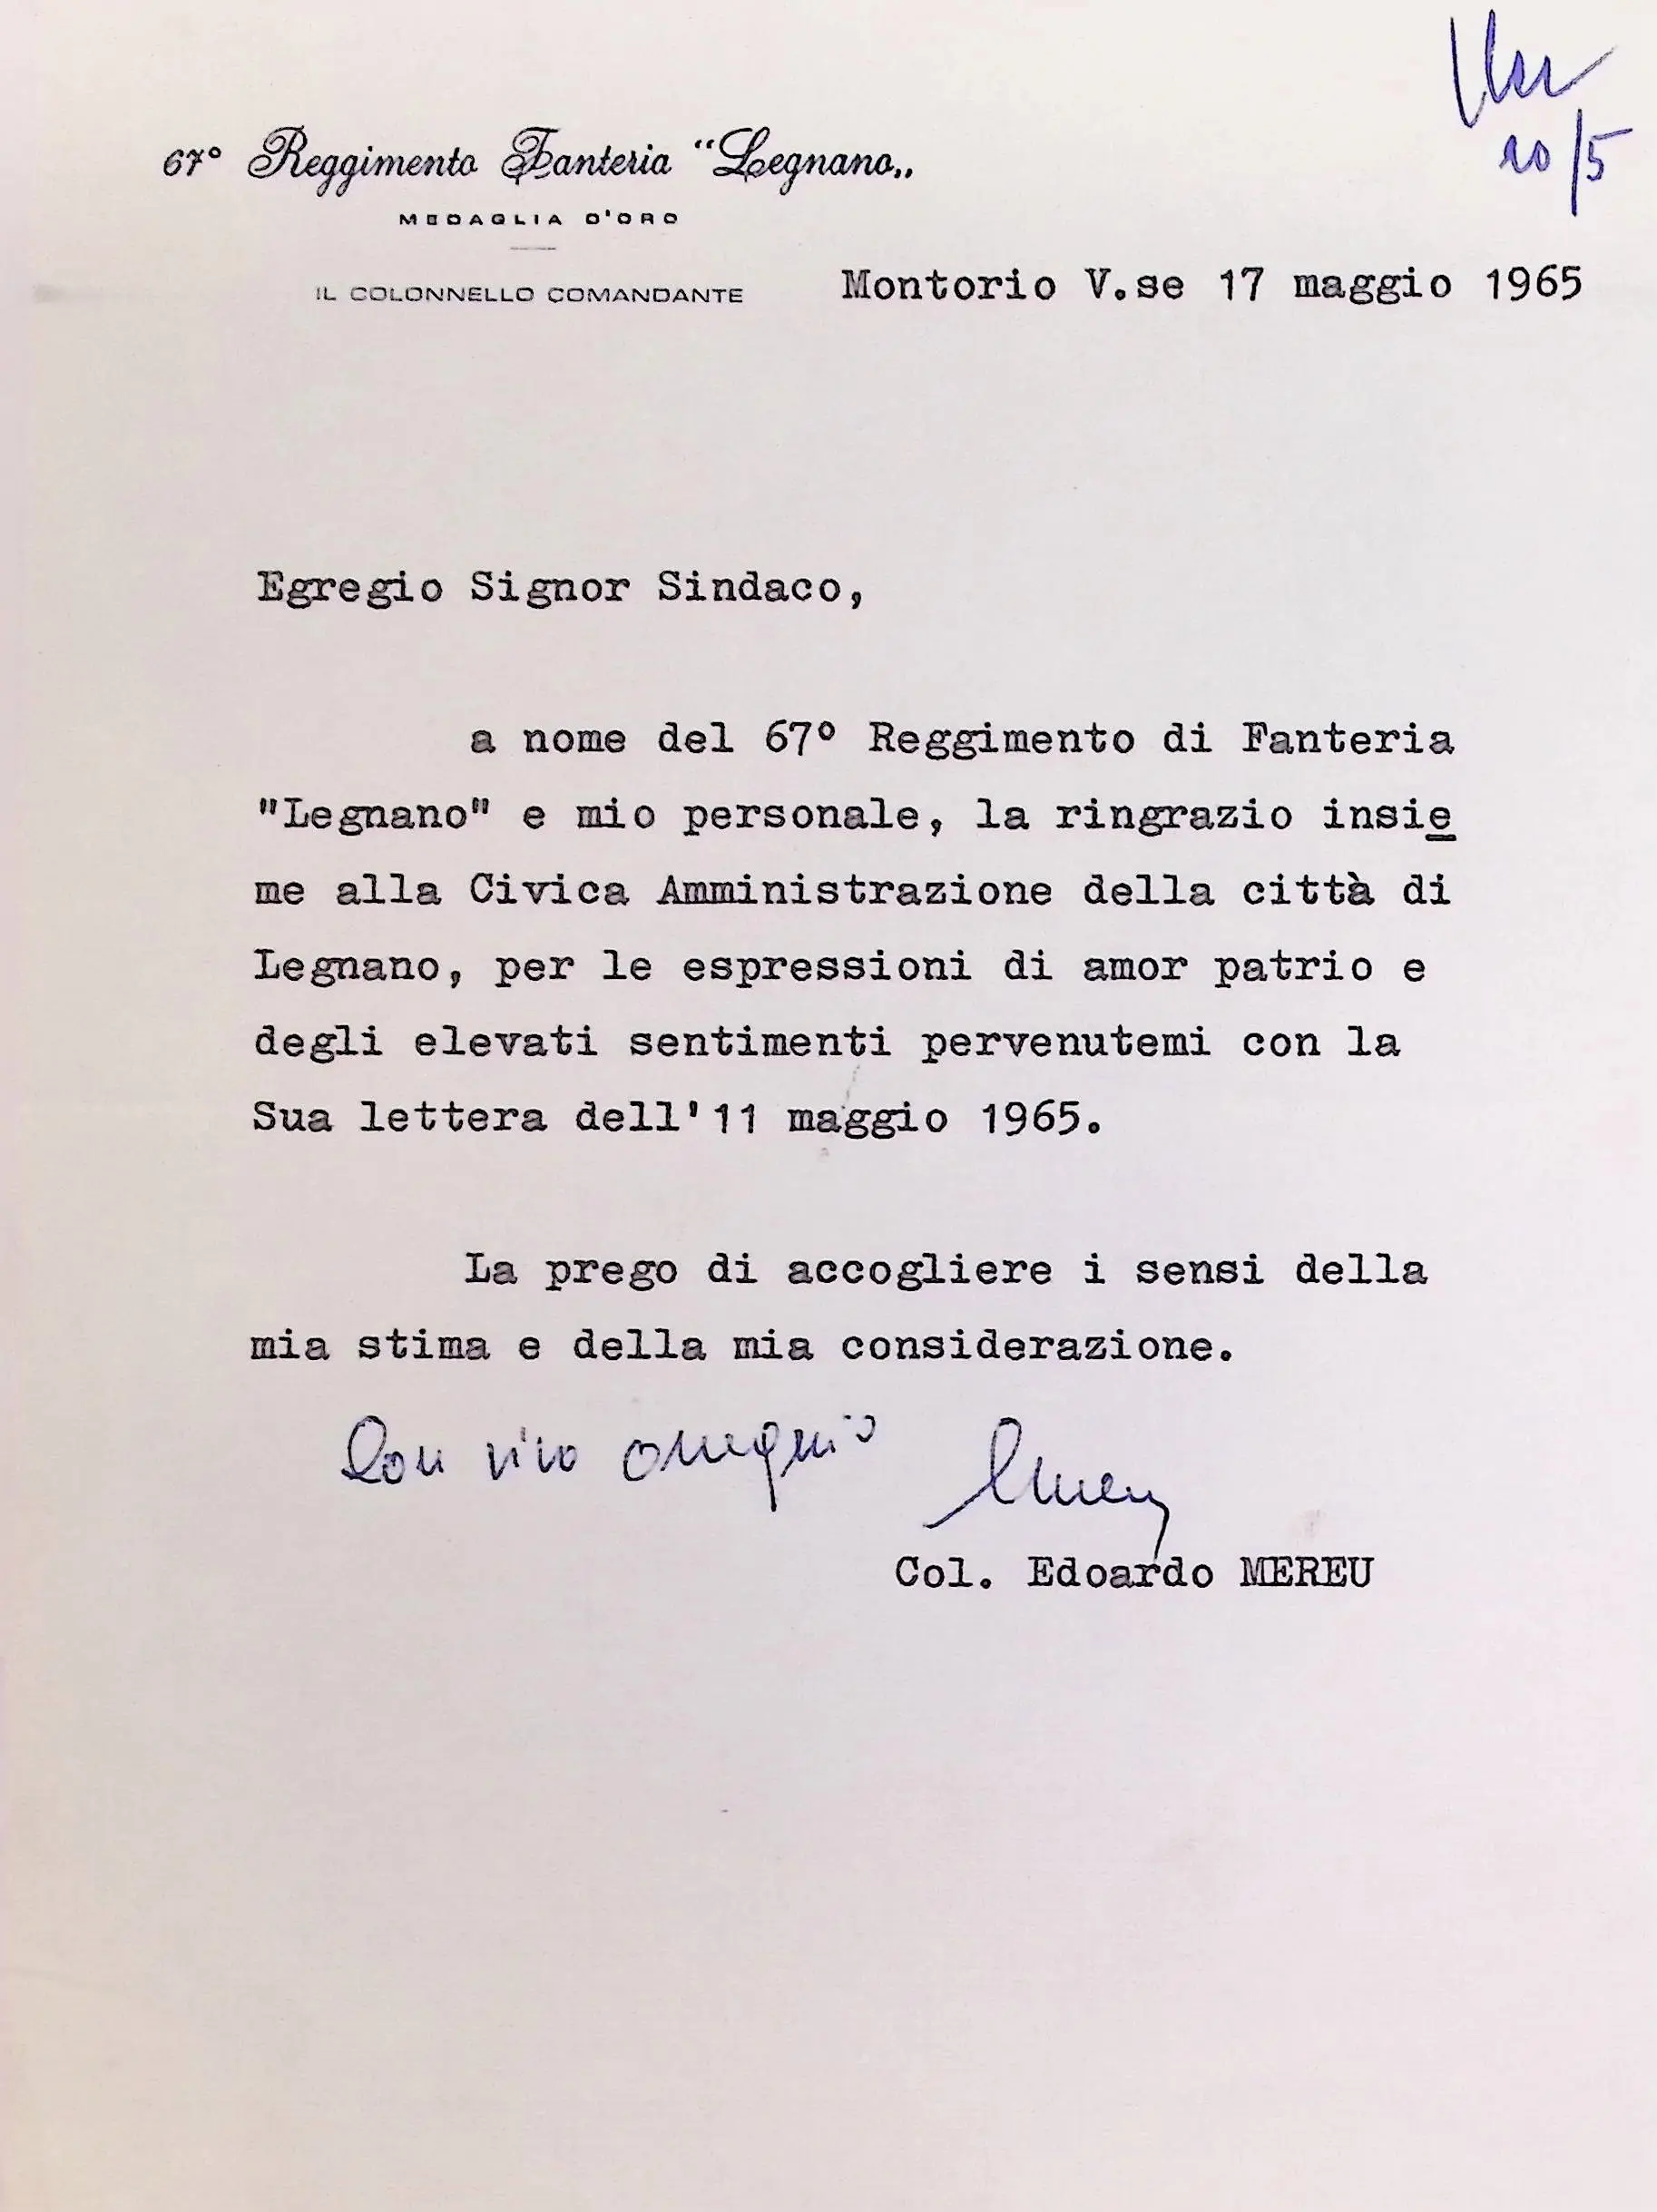 20/5
67° Reggimento Fanteria “Legnano„
MEDAGLIA D'ORO
IL COLONNELLO COMANDANTE
Montorio V.se 17 maggio 1965
Egregio Signor Sindaco,
a nome del 67° Reggimento di Fanteria
"Legnano" e mio personale, la ringrazio insie
me alla Civica Amministrazione della città di
Legnano, per le espressioni di amor patrio e
degli elevati sentimenti pervenutemi con la
Sua lettera dell'11 maggio 1965.
La prego di accogliere i sensi della
mia stima e della mia considerazione.
Con vivo ossequio
Col. Edoardo MEREU